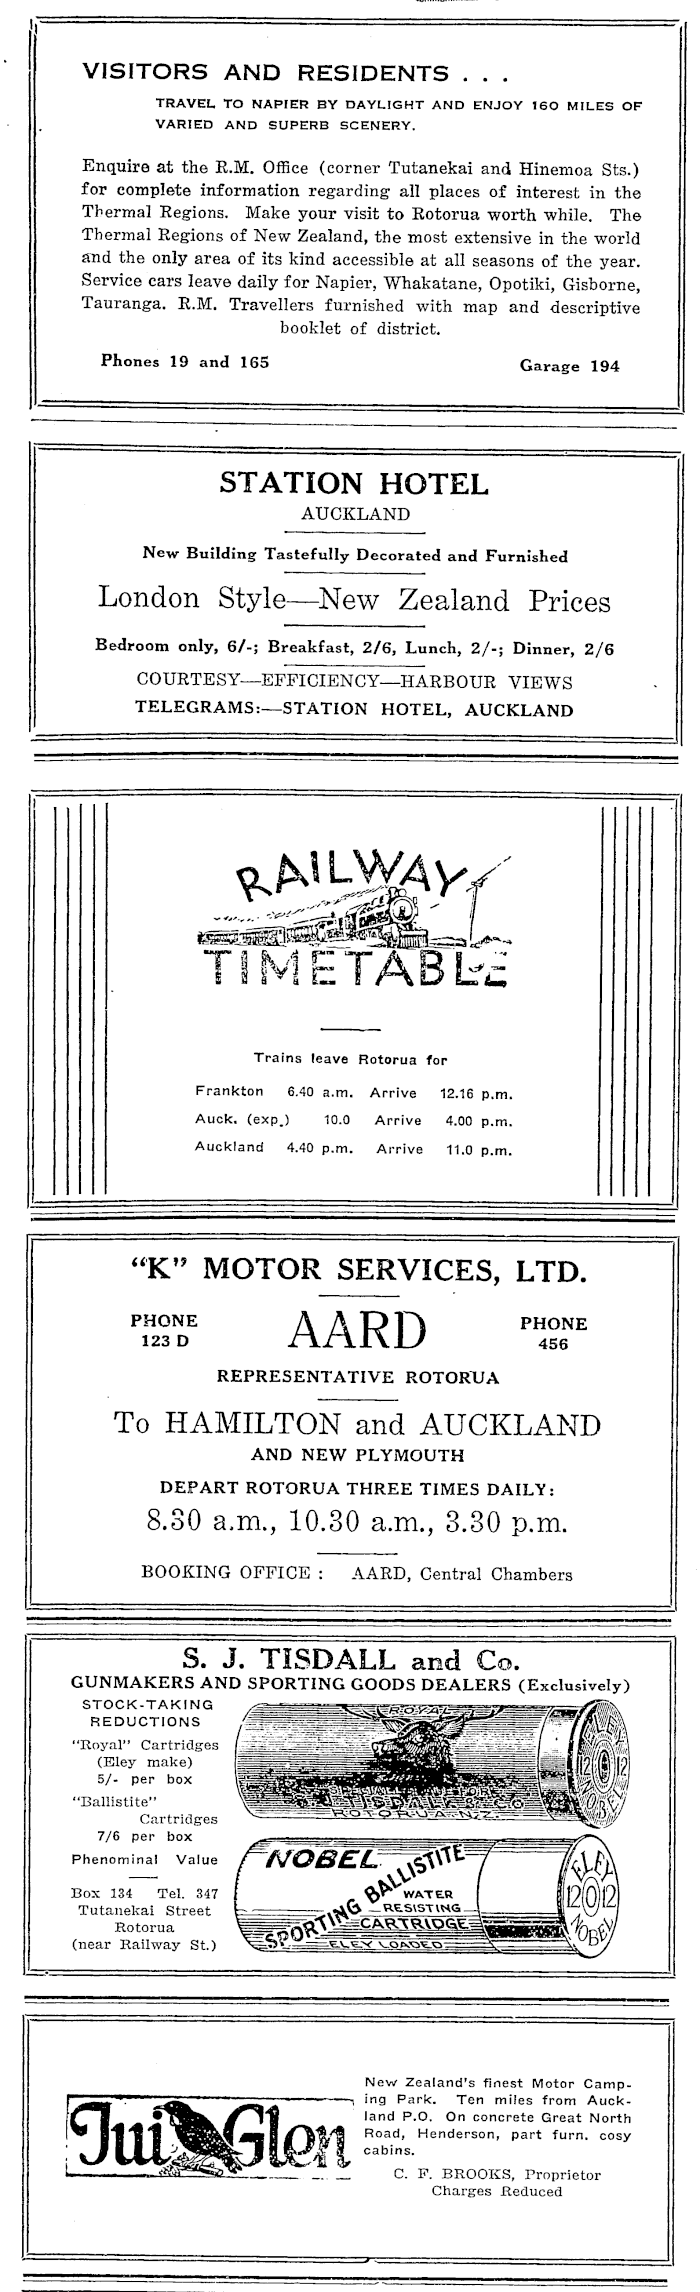 VISITORS AND RESIDENTS . . .
TRAVEL TO NAPIER BY DAYLIGHT AND ENJOY 160 MILES OF
VARIED AND SUPERB SCENERY.
Enquire at the R.M. Office (corner Tutanekai and Hinemoa Sts.)
for complete information regarding all places of interest in the
Thermal Regions. Make your visit to Rotorua worth while. The
Thermal Regions of New Zealand, the most extensive in the world
and the only area of its kind accessible at all seasons of the year.
Service cars leave daily for Napier, Whakatane, Opotiki, Gisborne,
Tauranga. R.M. Travellers furnished with map and descriptive
booklet of district.
Phones 19 and 165 Garage 194
STATION HOTEL
AUCKLAND
New Building Tastefully Decorated and Furnished
London Style—New Zealand Prices
Bedroom only, 6/-; Breakfast, 2/6, Lunch, 2/-; Dinner, 2/6
COURTESY—EFFICIENCY—HARBOUR VIEWS
TELEGRAMS:—STATION HOTEL, AUCKLAND
RAILWAY
TIMETABLE
Trains leave Rotorua for
Frankton 6.40 a.m. Arrive 12.16 p.m.
Auck. (exp.) 10.0 Arrive 4.00 p.m.
Auckland 4.40 p.m. Arrive 11.0 p.m.
"K" MOTOR SERVICES, LTD.
PHONE
123 D
AARD
PHONE
456
REPRESENTATIVE ROTORUA
To HAMILTON and AUCKLAND
AND NEW PLYMOUTH
DEPART ROTORUA THREE TIMES DAILY:
8.30 a.m., 10.30 a.m., 3.30 p.m.
BOOKING OFFICE : AARD, Central Chambers
S. J. TISDALL and Co.
GUNMAKERS AND SPORTING GOODS DEALERS (Exclusively)
STOCK-TAKING
REDUCTIONS
"Royal" Cartridges
(Eley make)
5/- per box
"Ballistite"
Cartridges
7/6 per box
Phenominal Value
Box 134 Tel. 347
Tutanekai Street
Rotorua
(near Railway St.)
ROYAL
S. J. TISDALL & CO
ROTORUA N.Z.
ELEY
12 12
NOBEL
NOBEL
SPORTING BALLISTITE
WATER
RESISTING
CARTRIDGE
ELEY LOADED
ELEY
12 12
NOBEL
Tui Glen
New Zealand's finest Motor Camp-
ing Park. Ten miles from Auck-
land P.O. On concrete Great North
Road, Henderson, part furn. cosy
cabins.
C. F. BROOKS, Proprietor
Charges Reduced